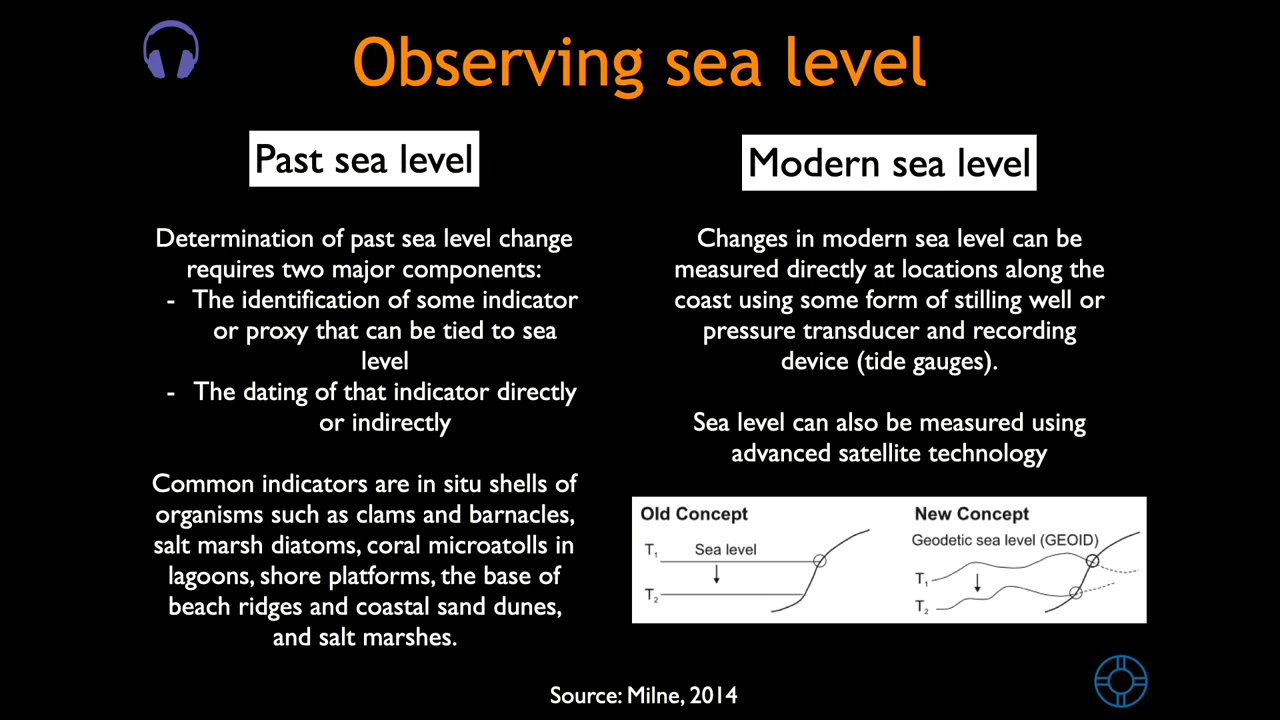 Observing sea level
Past sea level
Determination of past sea level change
requires two major components:
- The identification of some indicator
or proxy that can be tied to sea
level
- The dating of that indicator directly
or indirectly
Common indicators are in situ shells of
organisms such as clams and barnacles,
salt marsh diatoms, coral microatolls in
lagoons, shore platforms, the base of
beach ridges and coastal sand dunes,
and salt marshes.
Modern sea level
Changes in modern sea level can be
measured directly at locations along the
coast using some form of stilling well or
pressure transducer and recording
device (tide gauges).
Sea level can also be measured using
advanced satellite technology
Old Concept
T1
Sea level
T2
New Concept
Geodetic sea level (GEOID)
T1
T2
Source: Milne, 2014